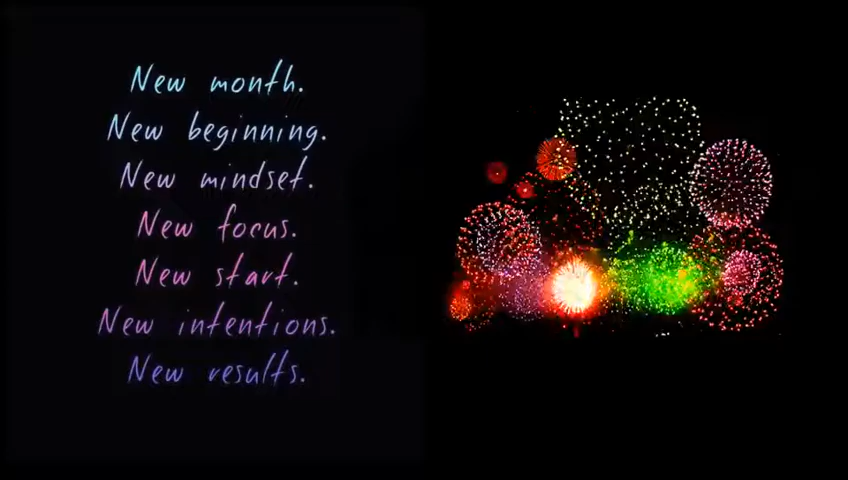 New month.
New beginning.
New mindset.
New focus.
New start.
New intentions.
New results.